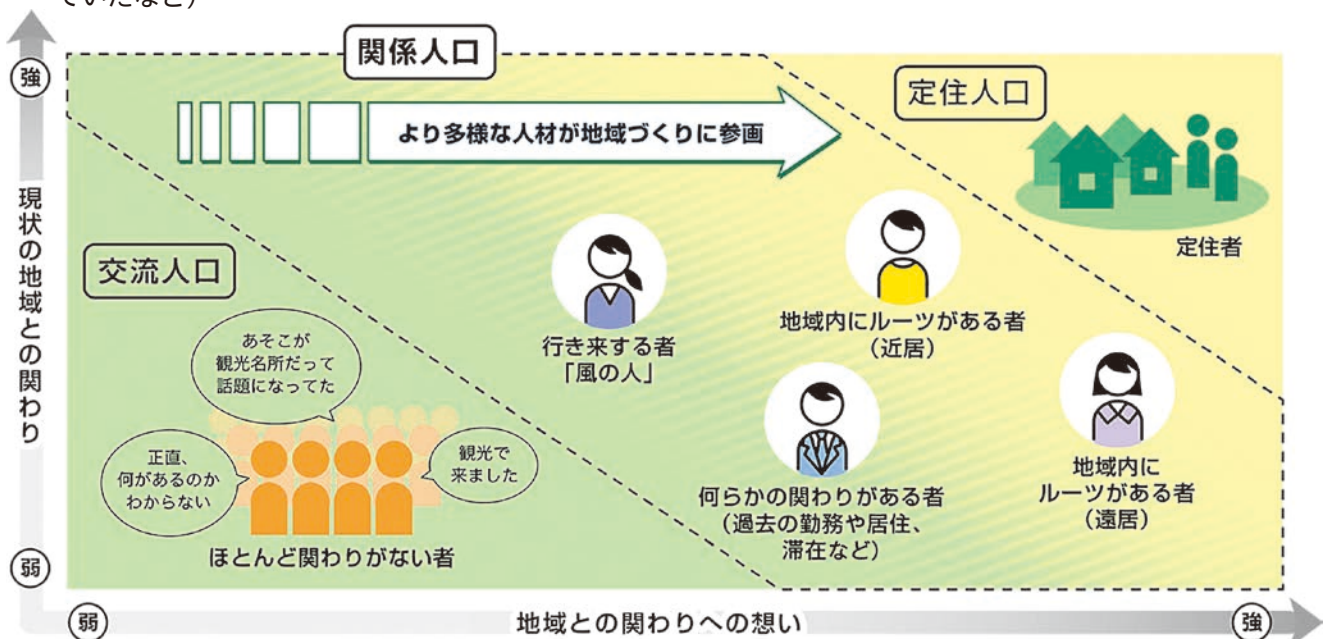 ていたなど）
関係人口
強
定住人口
より多様な人材が地域づくりに参画
現状の地域との関わり
定住者
交流人口
地域内にルーツがある者
（近居）
行き来する者
「風の人」
あそこが
観光名所だって
話題になってた
正直、
何があるのか
わからない
観光で
来ました
何らかの関わりがある者
（過去の勤務や居住、
滞在など）
地域内に
ルーツがある者
（遠居）
ほとんど関わりがない者
弱
弱
地域との関わりへの想い
強